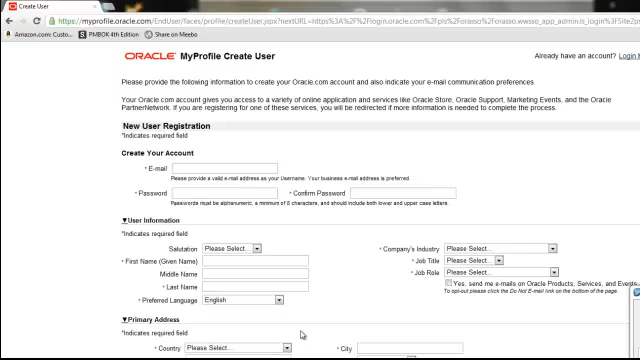 Create User
https://myprofile.oracle.com/EndUser/faces/profile/createUser.jspx?nextURL=https%3A%2F%2Flogin.oracle.com%2Fpls%2Forasso%2Forasso.wwsso_app_admin.ls_login%3FSite2p
Amazon.com: Custo... PMBOK 4th Edition Share on Meebo
ORACLE MyProfile Create User
Already have an account? Login
Please provide the following information to create your Oracle.com account and also indicate your e-mail communication preferences.
Your Oracle.com account gives you access to a variety of online application and services like Oracle Store, Oracle Support, Marketing Events, and the Oracle
PartnerNetwork. If you are registering for one of these services, you will be redirected if more information is needed to complete the process.
New User Registration
*Indicates required field
Create Your Account
* E-mail
Please provide a valid e-mail address as your Username. Your business e-mail address is preferred.
* Password * Confirm Password
Passwords must be alphanumeric, a minimum of 8 characters, and should include both lower and upper case letters.
▼User Information
*Indicates required field
Salutation Please Select... * Company's Industry Please Select...
* First Name (Given Name) * Job Title Please Select...
Middle Name * Job Role Please Select...
* Last Name Yes, send me e-mails on Oracle Products, Services, and Events.
To opt-out please click the Do Not E-mail link on the bottom of the page.
* Preferred Language English
▼Primary Address
*Indicates required field
* Country Please Select... * City